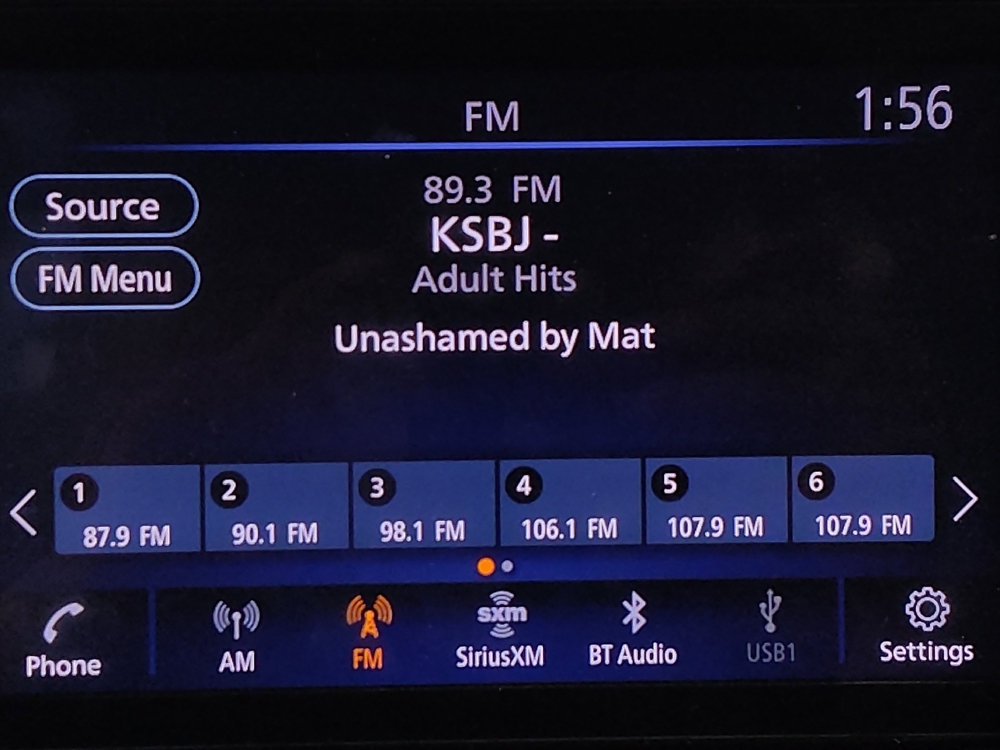 FM
1:56
Source
FM Menu
89.3 FM
KSBJ -
Adult Hits
Unashamed by Mat
1
87.9 FM
2
90.1 FM
3
98.1 FM
4
106.1 FM
5
107.9 FM
6
107.9 FM
Phone
AM
FM
sxm
SiriusXM
BT Audio
USB1
Settings